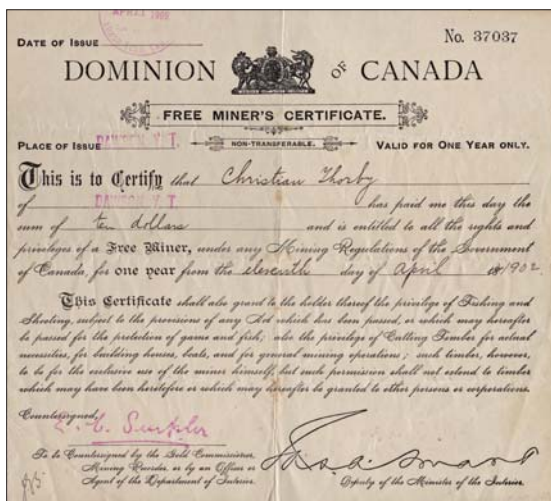 APR 11 1902
DATE OF ISSUE
No. 37037
DOMINION OF CANADA
FREE MINER'S CERTIFICATE.
PLACE OF ISSUE DAWSON, Y. T. NON-TRANSFERABLE. VALID FOR ONE YEAR ONLY.
This is to Certify that Christian Thorby
of DAWSON, Y. T. has paid me this day the
sum of ten dollars and is entitled to all the rights and
privileges of a Free Miner, under any Mining Regulations of the Government
of Canada, for one year from the eleventh day of april 1902
This Certificate shall also grant to the holder thereof the privilege of Fishing and
Shooting, subject to the provisions of any Act which has been passed, or which may hereafter
be passed for the protection of game and fish; also the privilege of Cutting Timber for actual
necessities, for building houses, boats, and for general mining operations; such timber, however,
to be for the exclusive use of the miner himself, but such permission shall not extend to timber
which may have been heretofore or which may hereafter be granted to other persons or corporations.
Countersigned,
To be Countersigned by the Gold Commissioner,
Mining Recorder, or by an Officer or
Agent of the Department of Interior.
Jas. A. Smart
Deputy of the Minister of the Interior.